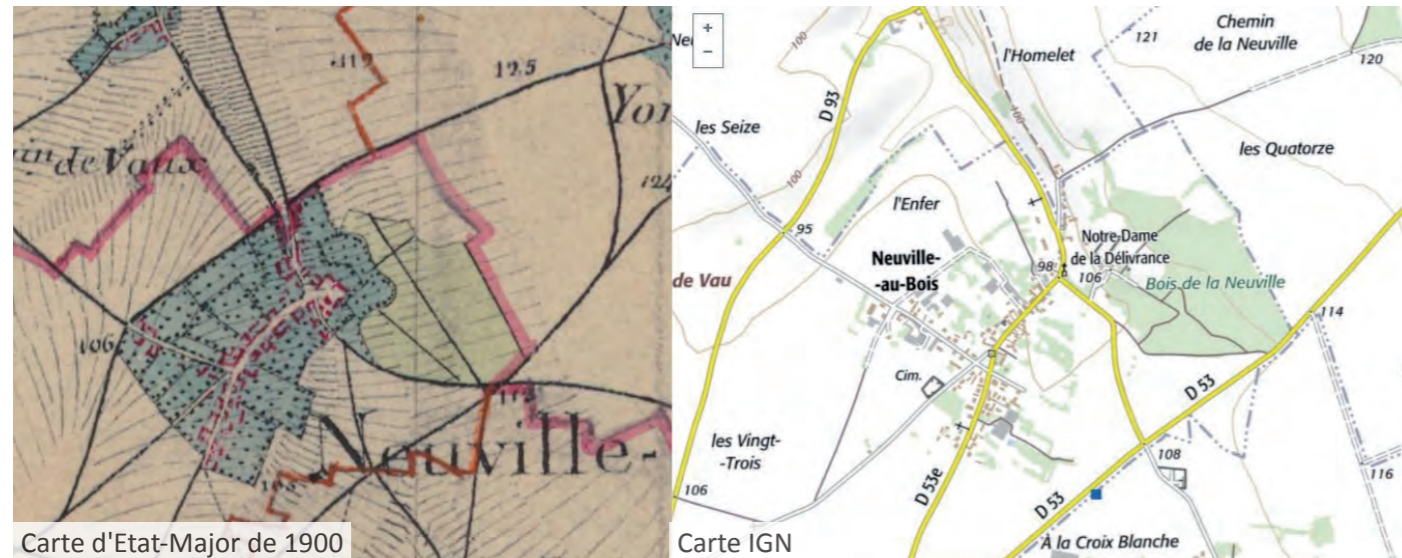 119
125
Yon
in de Vaux
124
106
Neuville-
Carte d'Etat-Major de 1900
+
−
100
l'Homelet
121
Chemin
de la Neuville
120
D 93
les Seize
100
les Quatorze
100
l'Enfer
95
Notre-Dame
de la Délivrance
Neuville-
-au-Bois
98
106
de Vau
Bois de la Neuville
114
Cim.
D 53
les Vingt-
-Trois
106
D 53e
108
116
D 53
À la Croix Blanche
Carte IGN